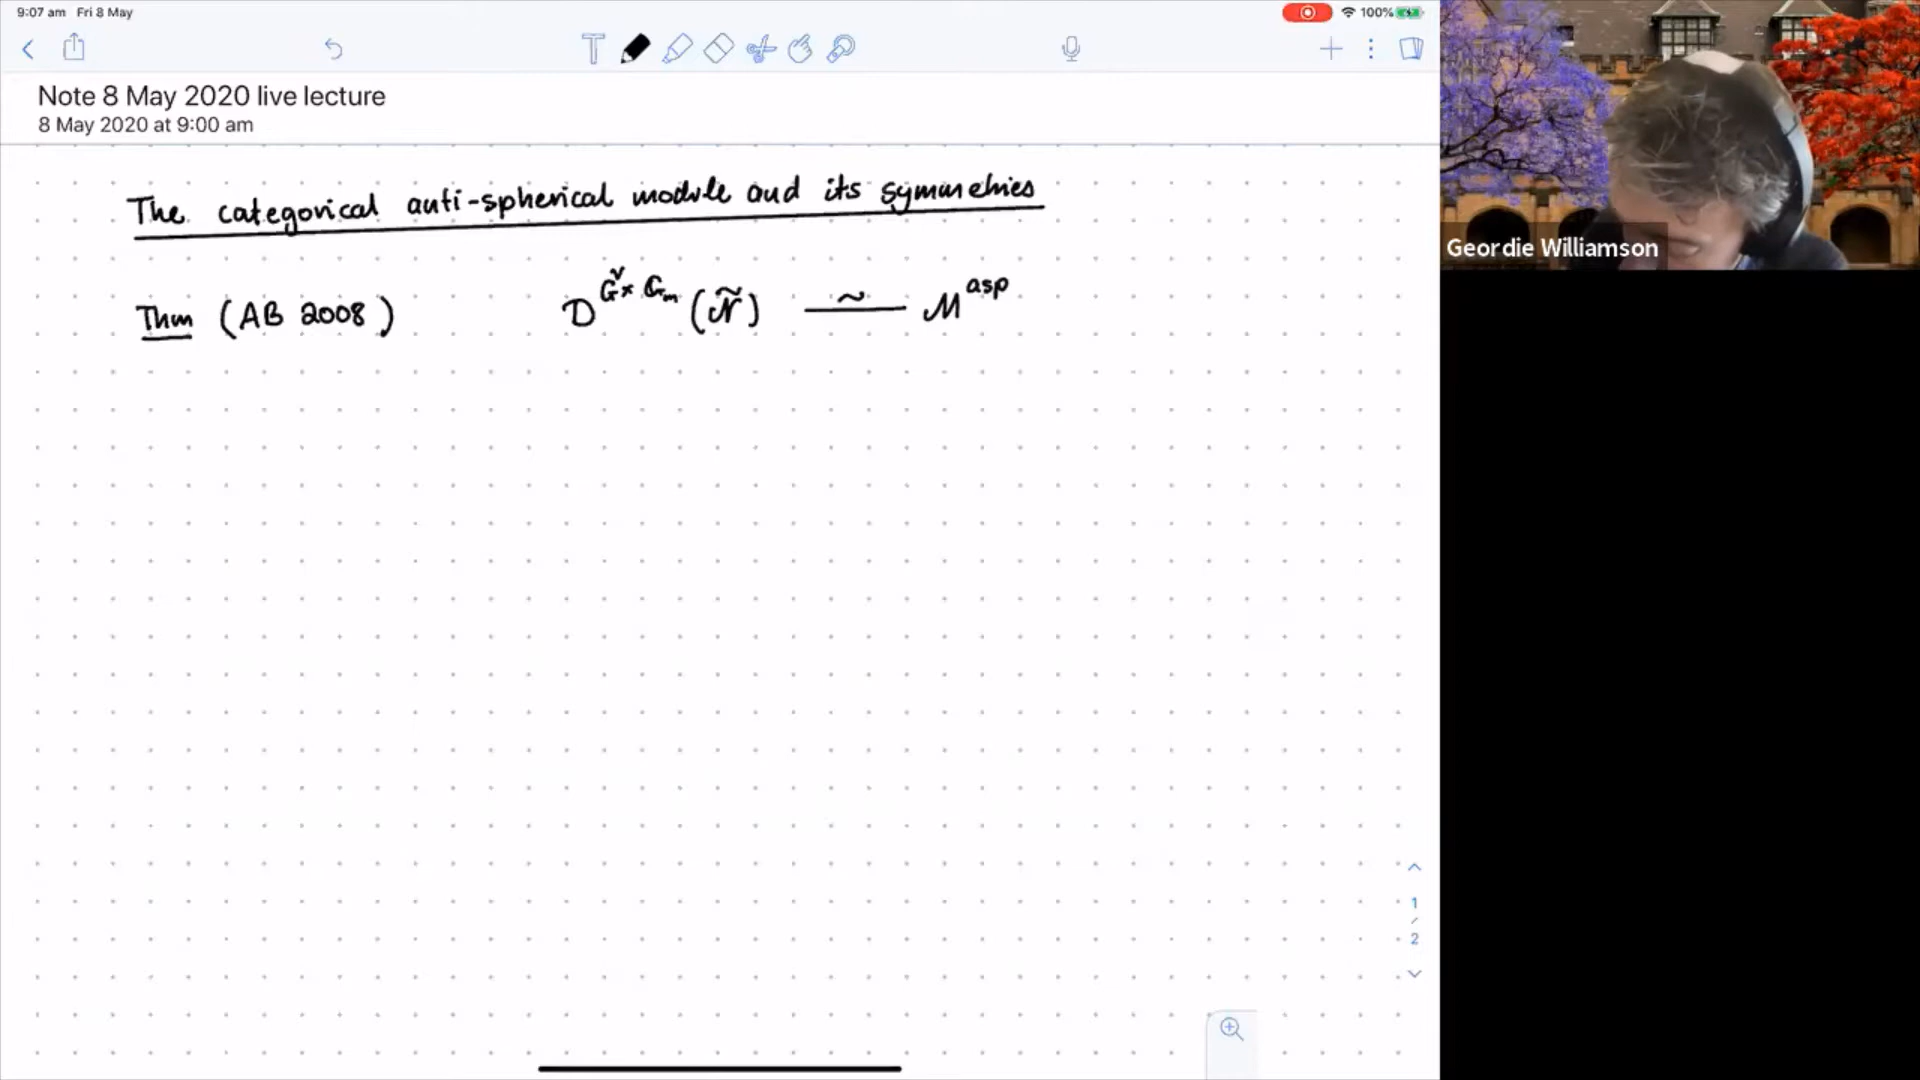 9:07 am Fri 8 May
100%
Note 8 May 2020 live lecture
8 May 2020 at 9:00 am
The categorical anti-spherical module and its symmetries
Thm (AB 2008) D^{Ǧ × 𝔾_m} (Ñ) ⥲ M^{asp}
1
/
2
Geordie Williamson